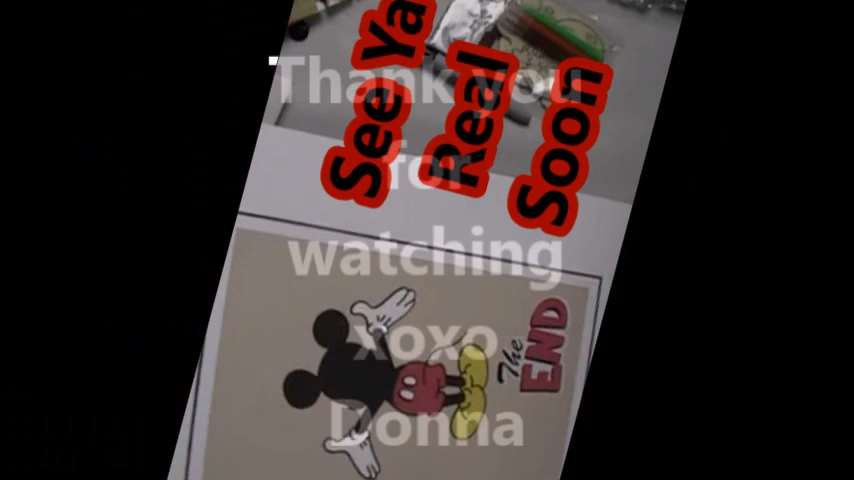 See Ya
Real
Soon
Thank you
for
watching
xoxo
Donna
The
END